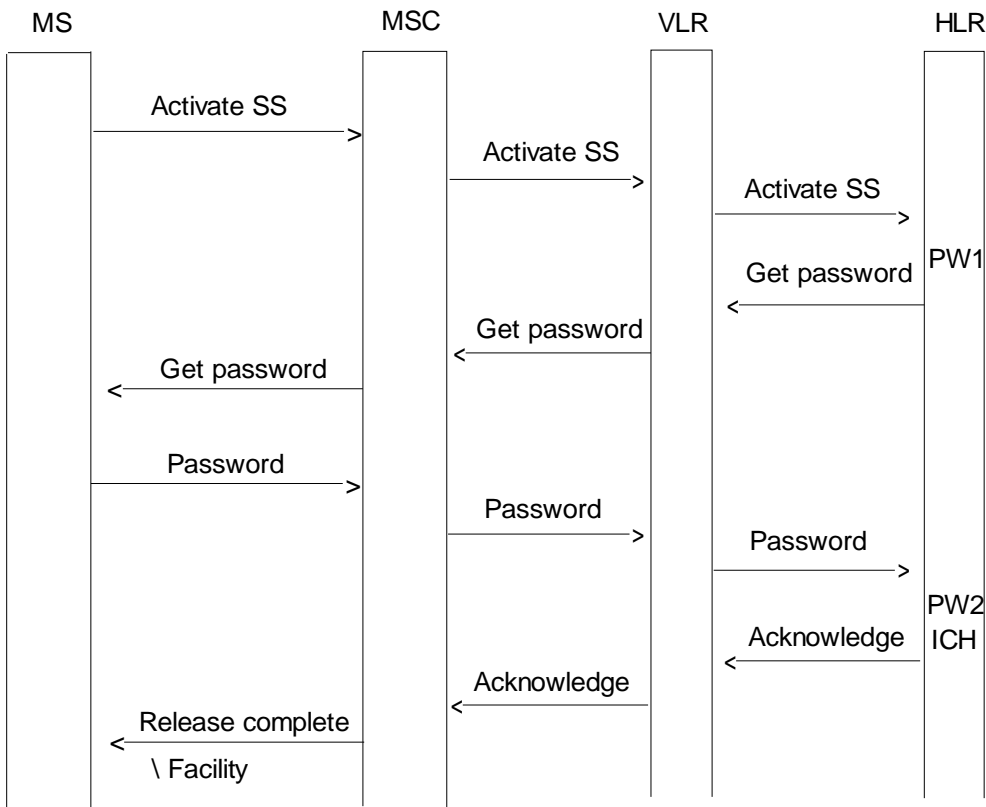 MS
MSC
VLR
HLR
Activate SS
Activate SS
Activate SS
PW1
Get password
Get password
Get password
Password
Password
Password
PW2
ICH
Acknowledge
Acknowledge
Release complete
\ Facility